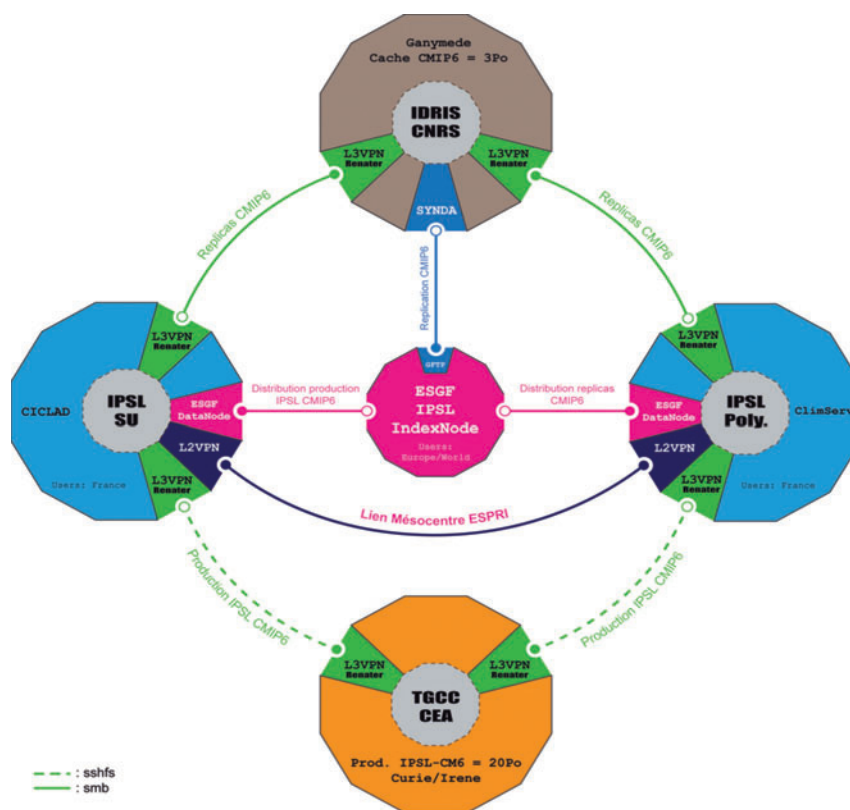 Ganymede
Cache CMIP6 = 3Po
IDRIS
CNRS
L3VPN
Renater
L3VPN
Renater
SYNDA
Replicas CMIP6
Replicas CMIP6
Replication CMIP6
L3VPN
Renater
L3VPN
Renater
GFTP
CICLAD
IPSL
SU
ESGF
DataNode
Distribution production
IPSL CMIP6
ESGF
IPSL
IndexNode
Users:
Europe/World
Distribution replicas
CMIP6
ESGF
DataNode
IPSL
Poly.
ClimServ
L2VPN
L2VPN
Users: France
L3VPN
Renater
L3VPN
Renater
Users: France
Lien Mésocentre ESPRI
Production IPSL CMIP6
Production IPSL CMIP6
L3VPN
Renater
L3VPN
Renater
TGCC
CEA
Prod. IPSL-CM6 = 20Po
Curie/Irene
: sshfs
: smb